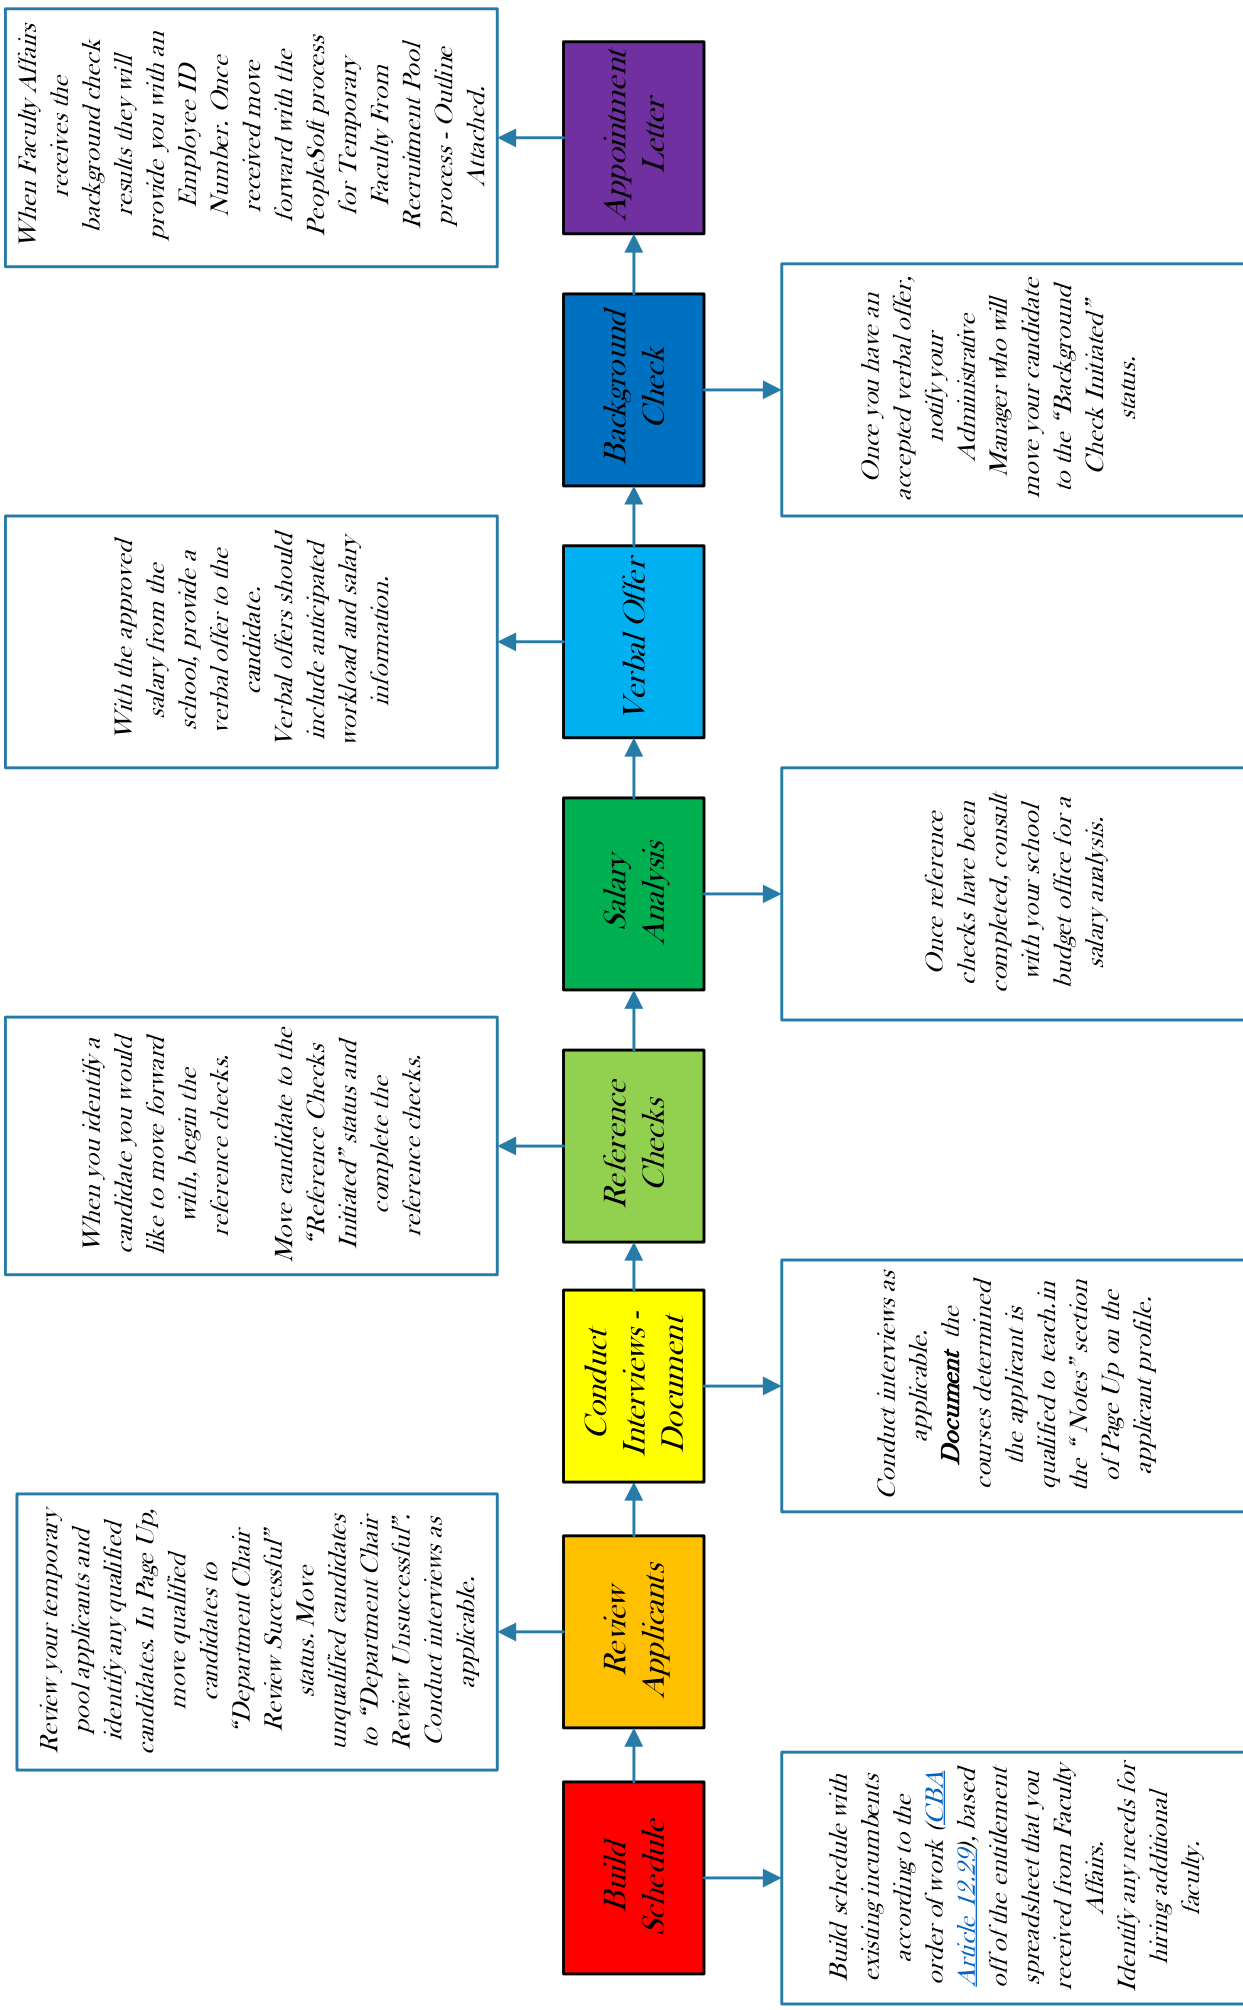 Build
Schedule
Build schedule with
existing incumbents
according to the
order of work (CBA
Article 12.29), based
off of the entitlement
spreadsheet that you
received from Faculty
Affairs.
Identify any needs for
hiring additional
faculty.
Review
Applicants
Review your temporary
pool applicants and
identify any qualified
candidates. In Page Up,
move qualified
candidates to
“Department Chair
Review Successful”
status. Move
unqualified candidates
to “Department Chair
Review Unsuccessful”.
Conduct interviews as
applicable.
Conduct
Interviews -
Document
Conduct interviews as
applicable.
Document the
courses determined
the applicant is
qualified to teach.in
the “ Notes” section
of Page Up on the
applicant profile.
Reference
Checks
When you identify a
candidate you would
like to move forward
with, begin the
reference checks.
Move candidate to the
“Reference Checks
Initiated” status and
complete the
reference checks.
Salary
Analysis
Once reference
checks have been
completed, consult
with your school
budget office for a
salary analysis.
Verbal Offer
With the approved
salary from the
school, provide a
verbal offer to the
candidate.
Verbal offers should
include anticipated
workload and salary
information.
Background
Check
Once you have an
accepted verbal offer,
notify your
Administrative
Manager who will
move your candidate
to the “Background
Check Initiated”
status.
Appointment
Letter
When Faculty Affairs
receives the
background check
results they will
provide you with an
Employee ID
Number. Once
received move
forward with the
PeopleSoft process
for Temporary
Faculty From
Recruitment Pool
process - Outline
Attached.